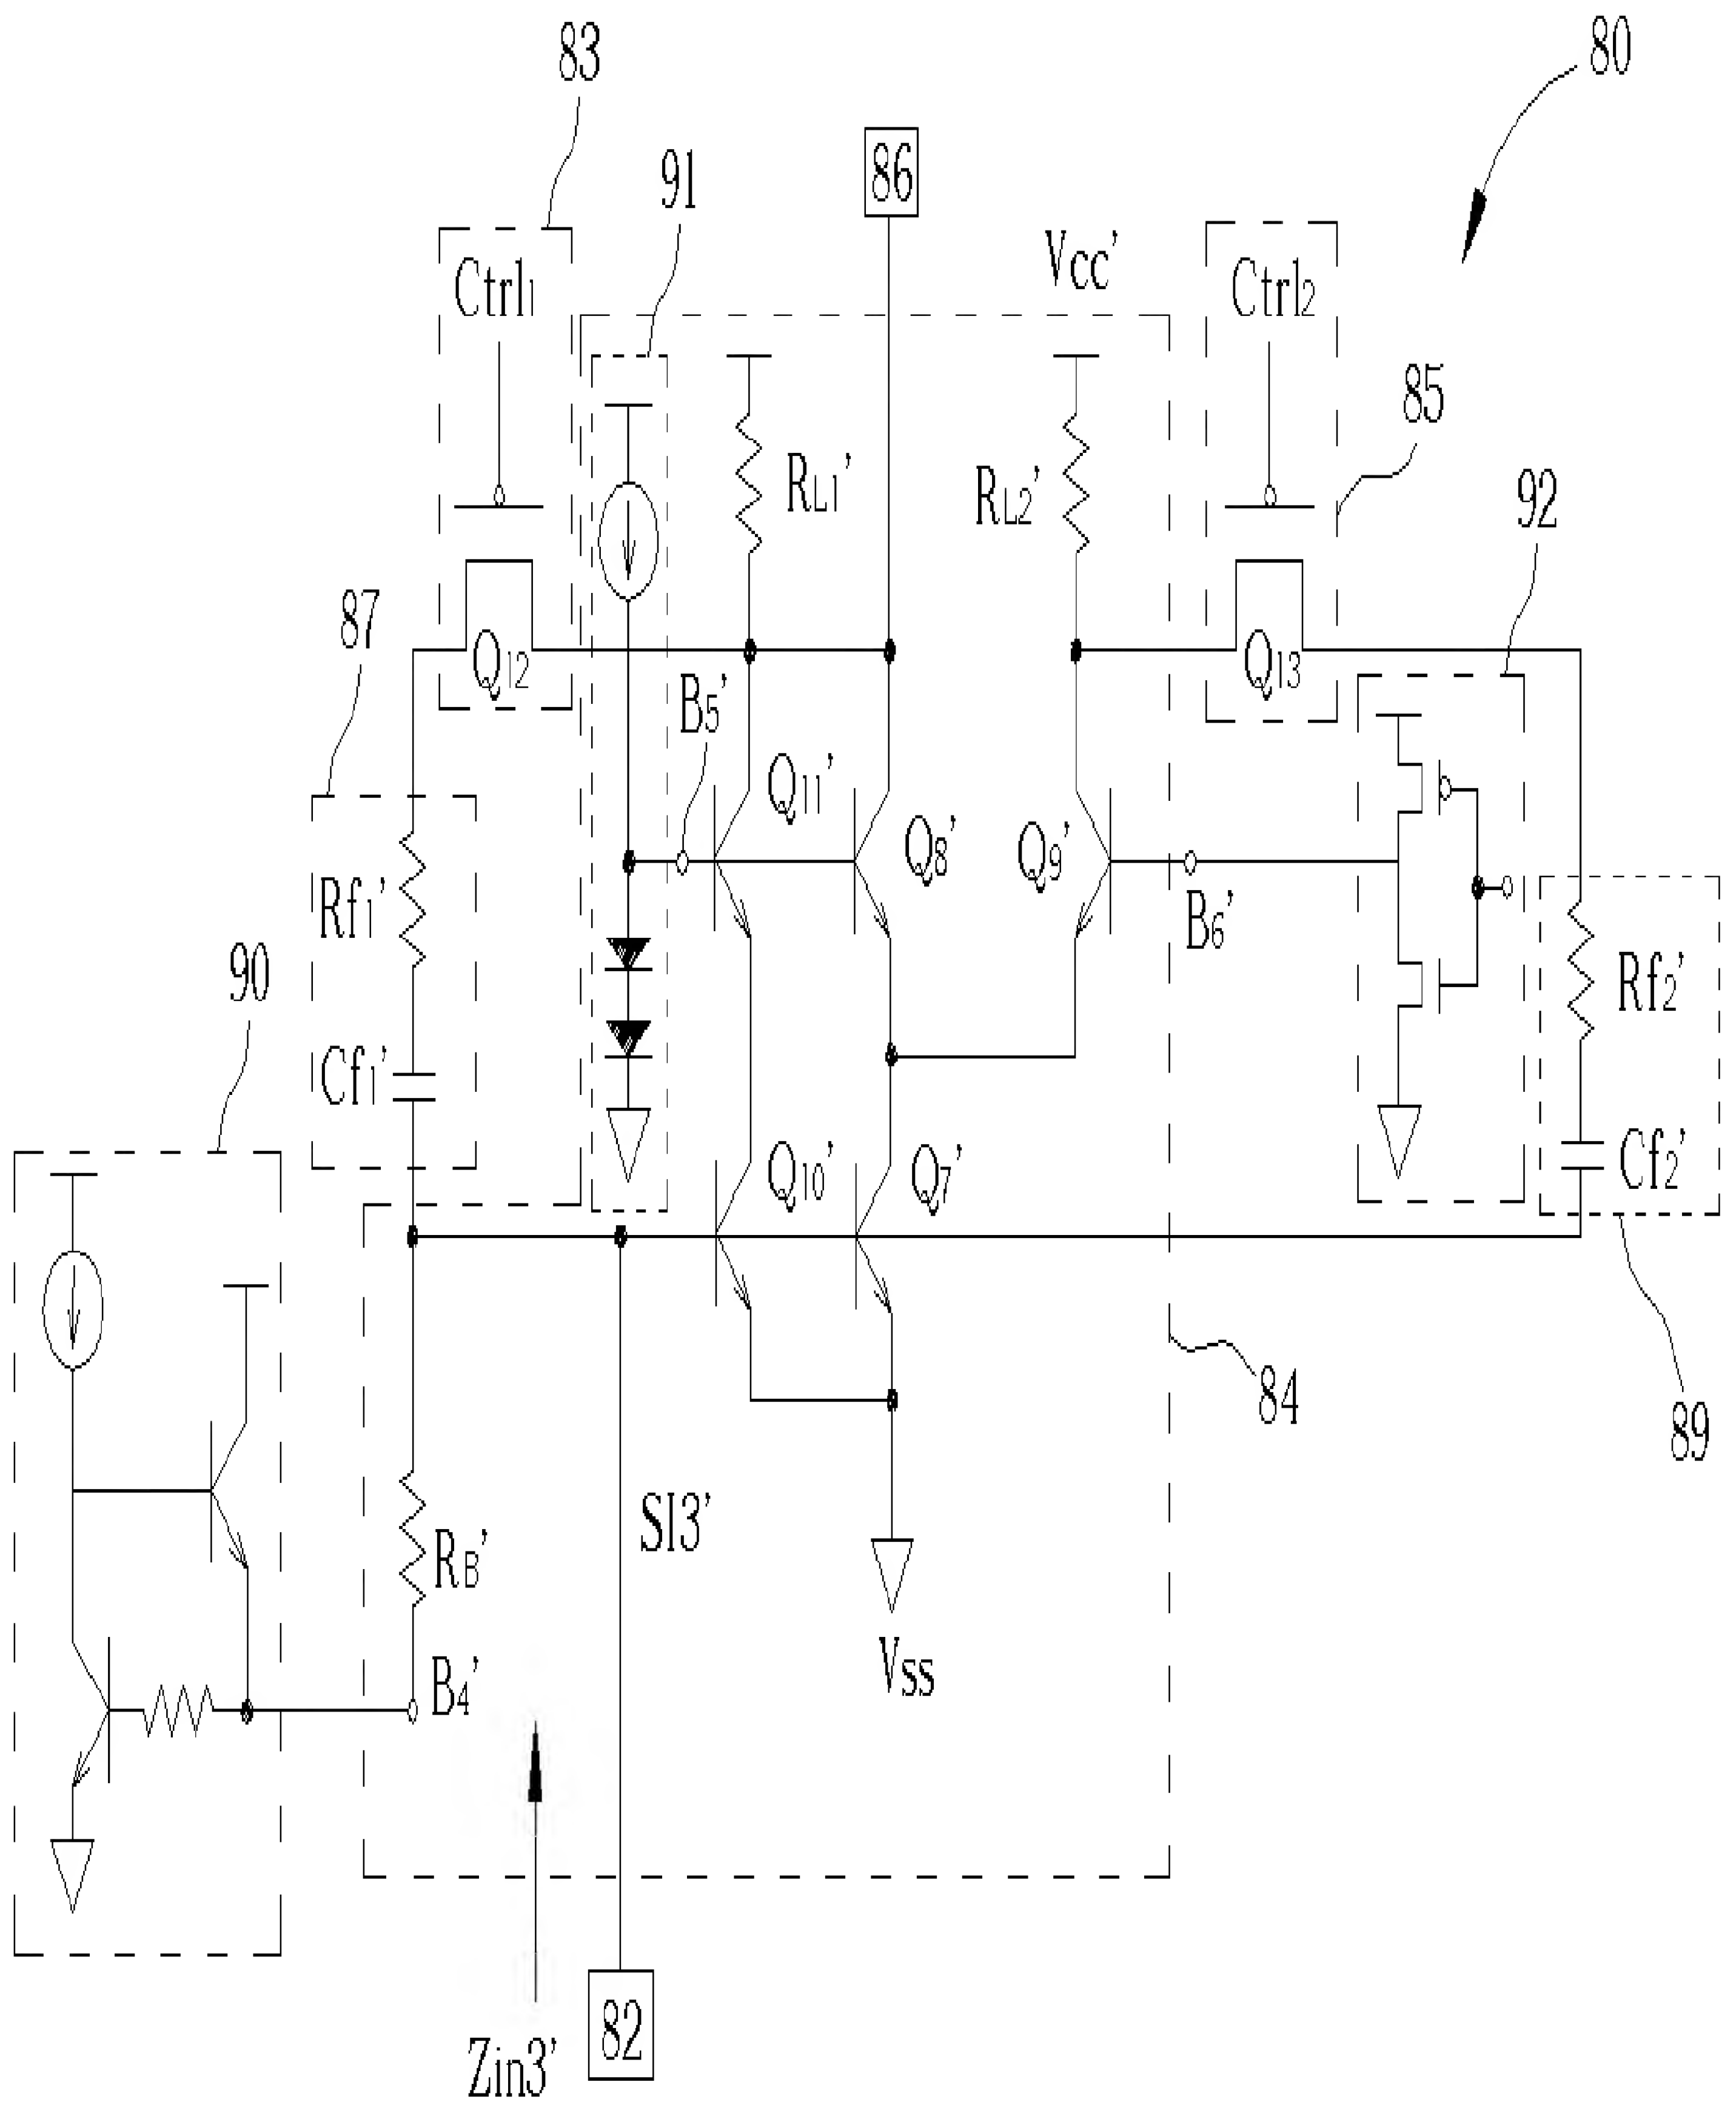 83
80
91
86
Vcc'
Ctrl1
Ctrl2
85
RL1'
RL2'
92
87
Q12
Q13
B5'
Q11'
Q8'
Q9'
Rf1'
B6'
90
Rf2'
Cf1'
Q10'
Q7'
Cf2'
84
89
SI3'
RB'
Vss
B4'
82
Zin3'